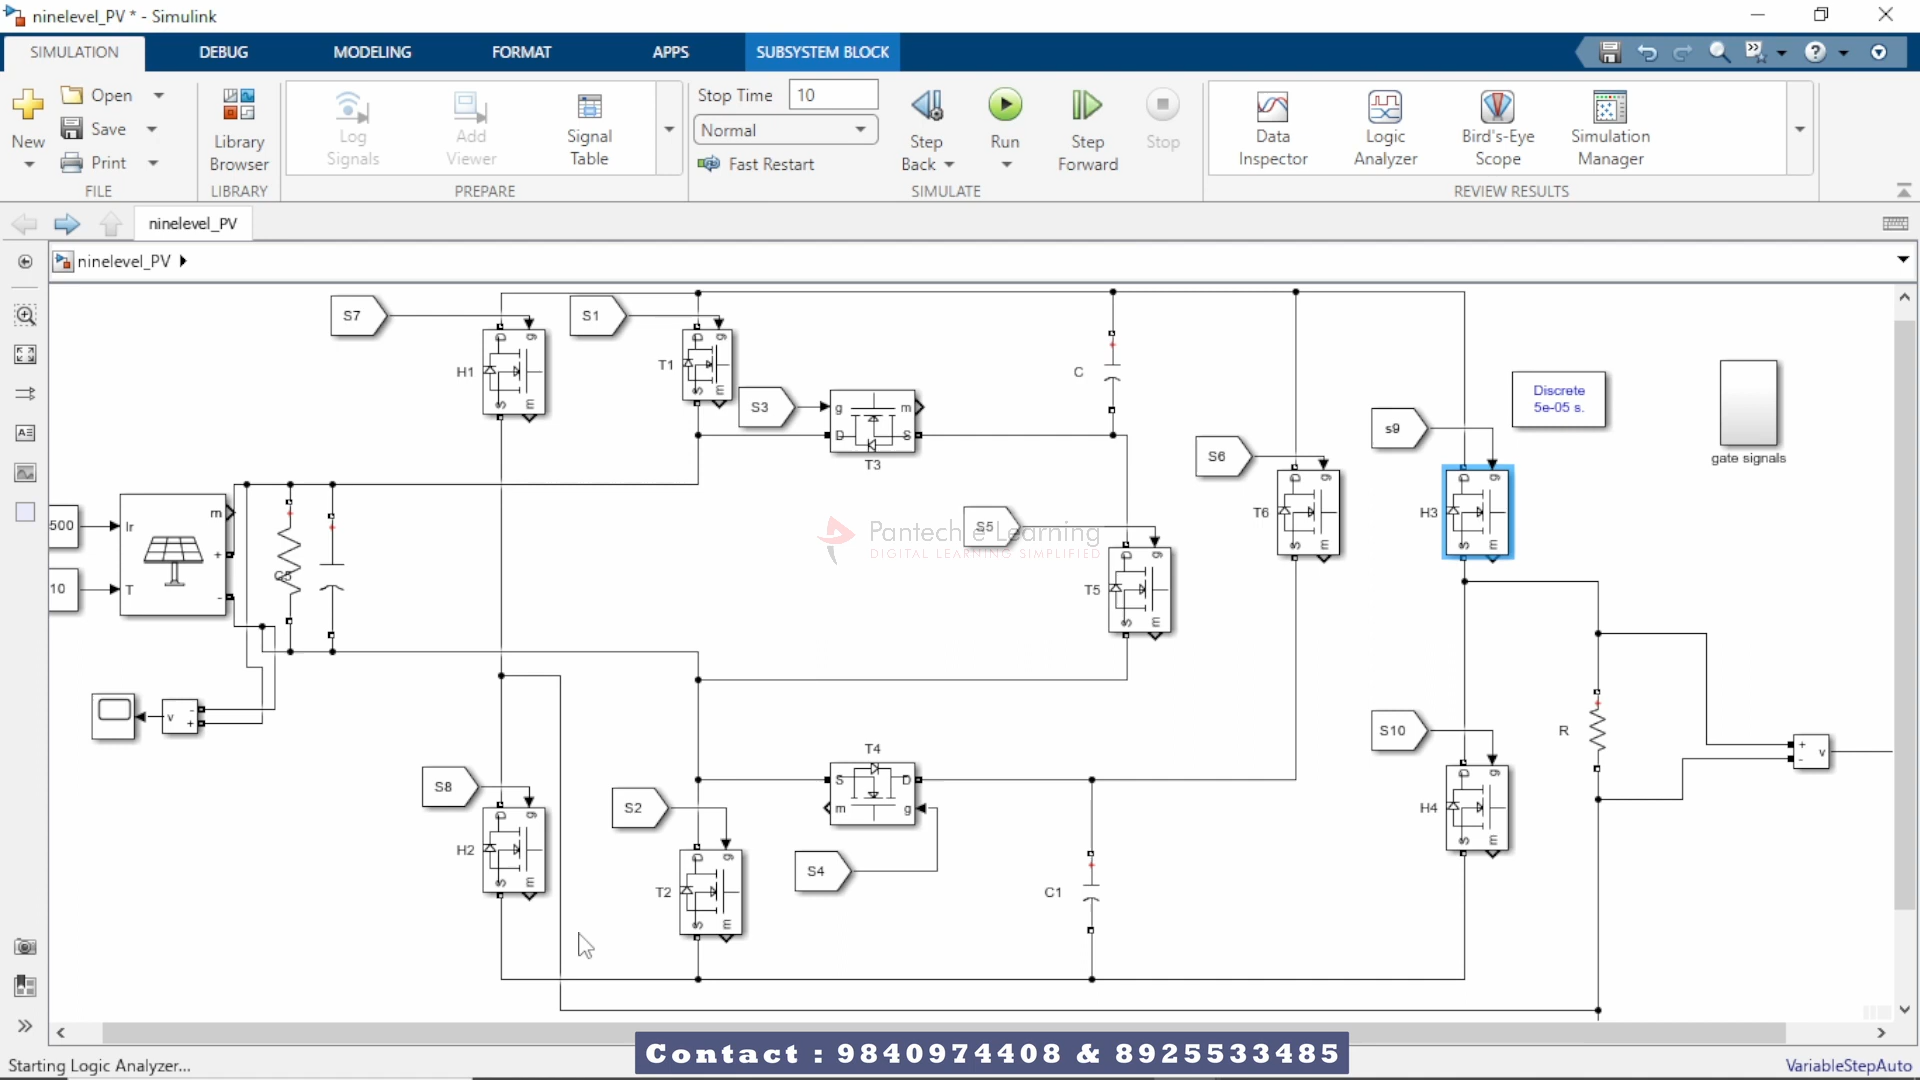 ninelevel_PV * - Simulink
SIMULATION DEBUG MODELING FORMAT APPS SUBSYSTEM BLOCK
New
Open
Save
Print
FILE
Library Browser
LIBRARY
Log Signals
Add Viewer
Signal Table
PREPARE
Stop Time 10
Normal
Fast Restart
Step Back
Run
Step Forward
Stop
SIMULATE
Data Inspector
Logic Analyzer
Bird's-Eye Scope
Simulation Manager
REVIEW RESULTS
ninelevel_PV
ninelevel_PV
S7
S1
D g
H1
S m
D g
T1
S m
S3
g m
D S
T3
C
S6
D g
T6
S m
s9
D g
H3
S m
Discrete
5e-05 s.
gate signals
500
10
Ir
T
m
+
-
S5
D g
T5
S m
Pantech e Learning
DIGITAL LEARNING SIMPLIFIED
v
-
+
S8
D g
H2
S m
S2
D g
T2
S m
T4
S D
m g
S4
C1
S10
D g
H4
S m
R
+
-
v
Contact : 9840974408 & 8925533485
Starting Logic Analyzer...
VariableStepAuto